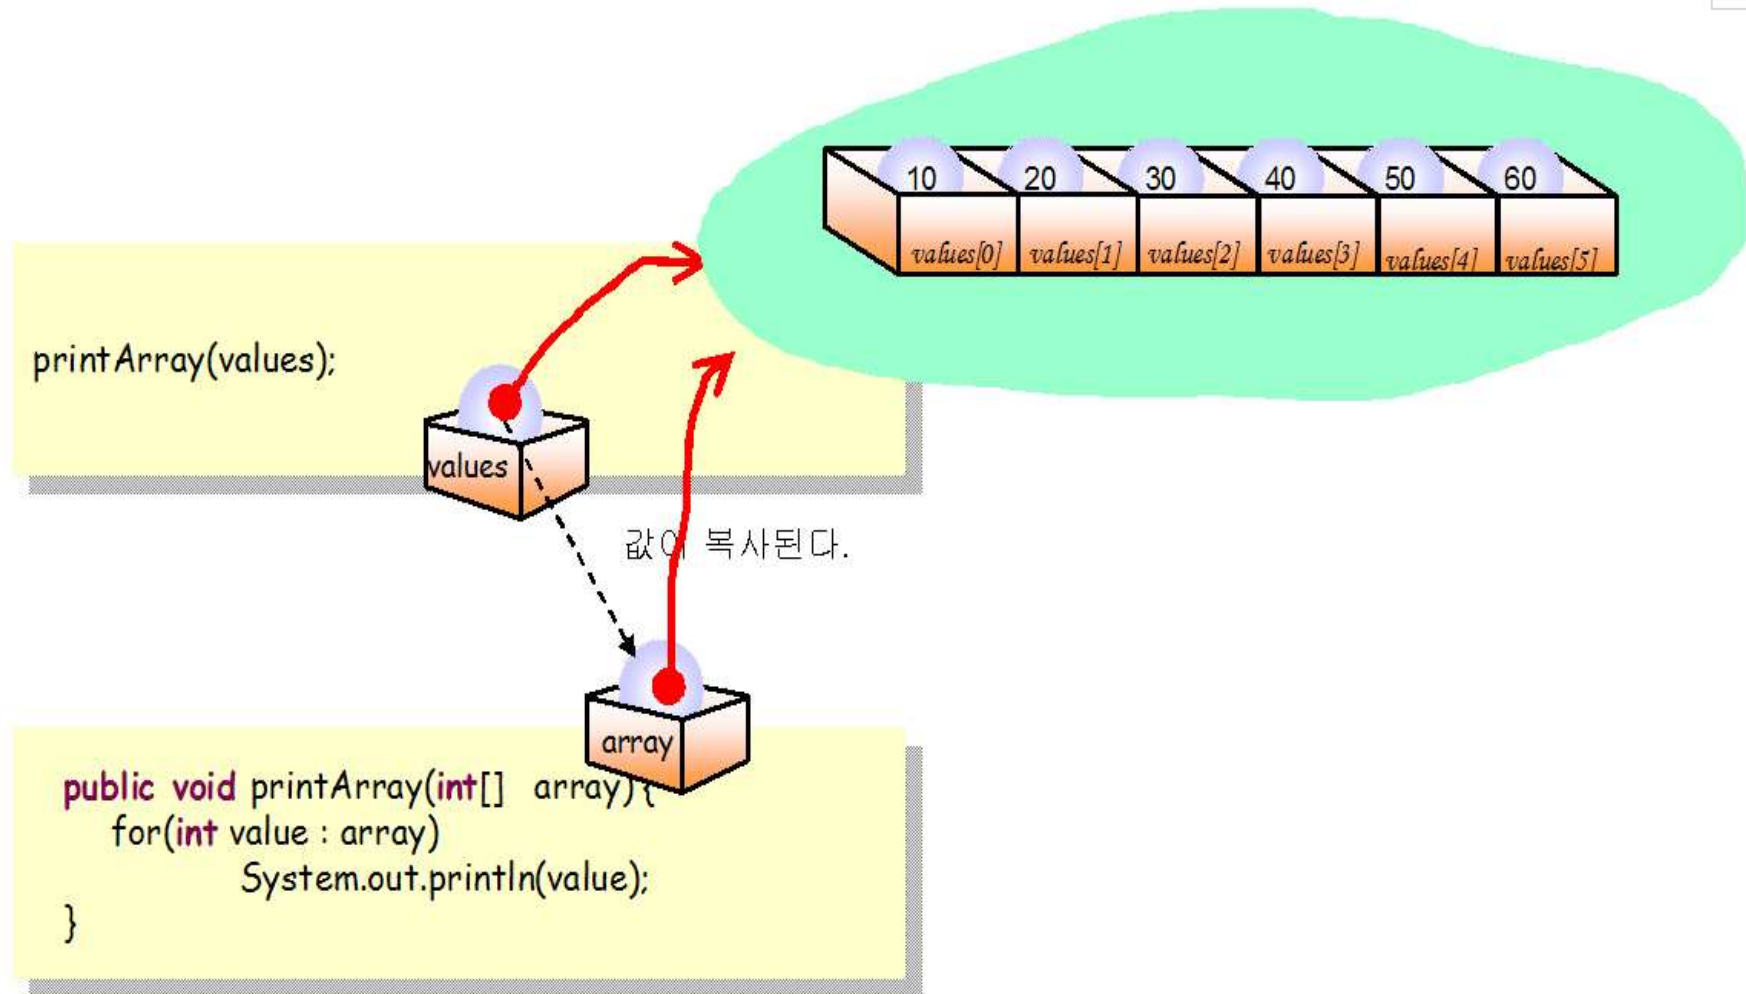 10 20 30 40 50 60
values[0] values[1] values[2] values[3] values[4] values[5]
printArray(values);
values
값이 복사된다.
array
public void printArray(int[] array){
for(int value : array)
System.out.println(value);
}